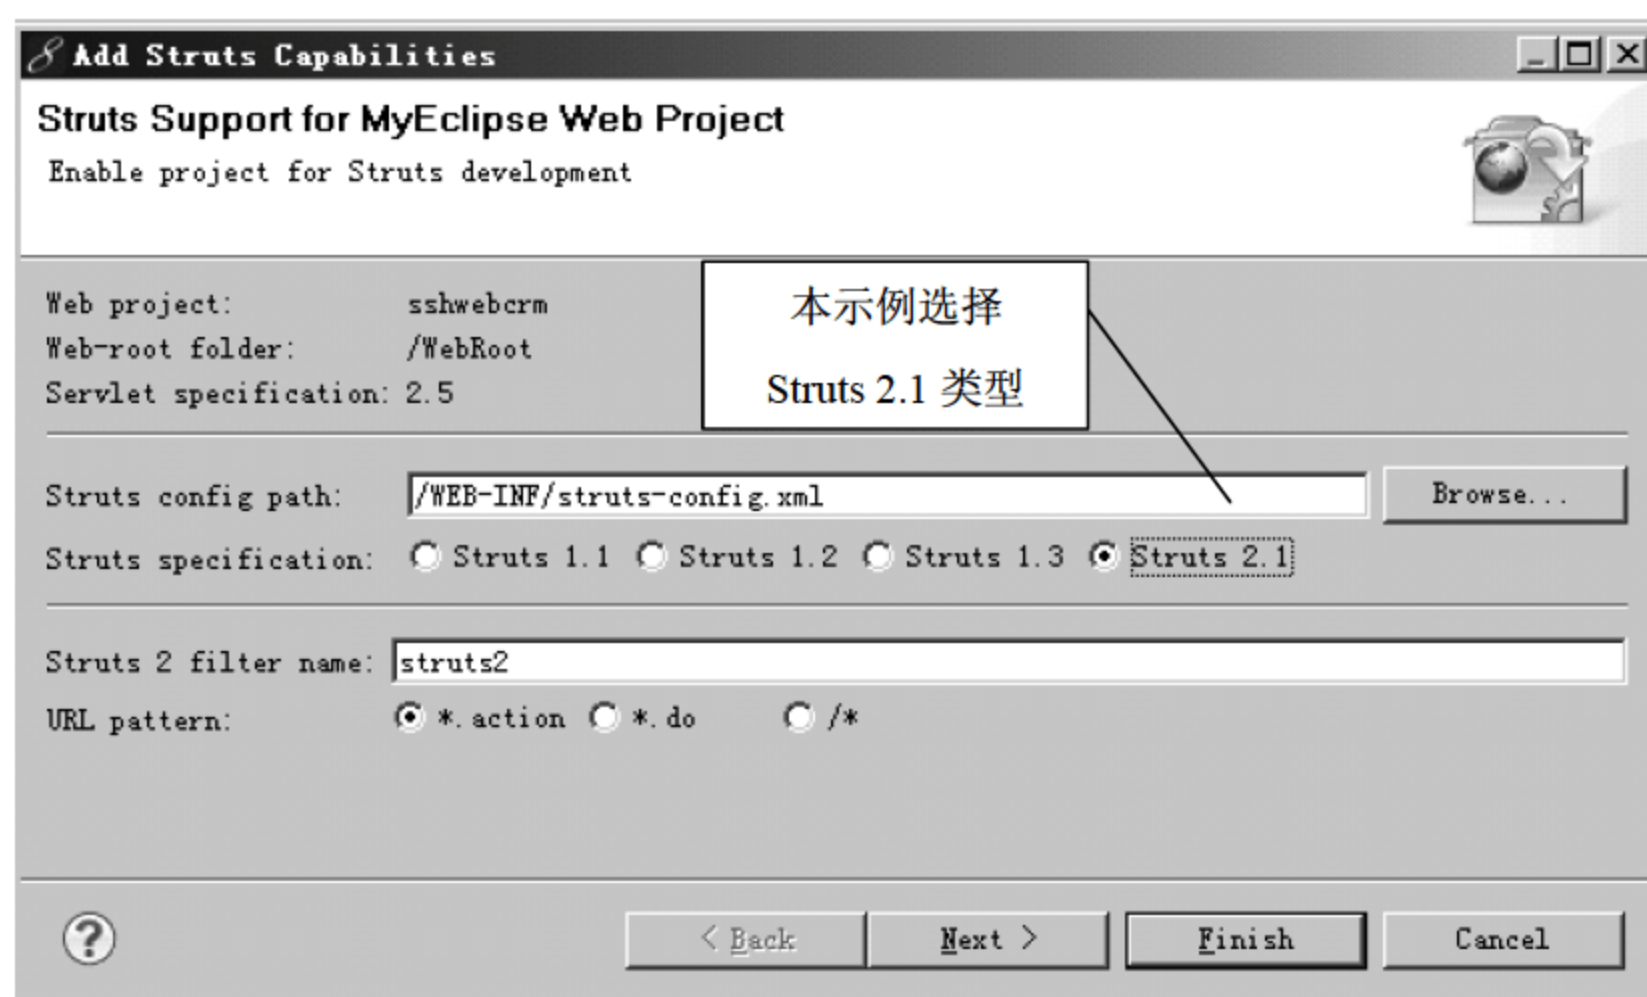 Add Struts Capabilities
Struts Support for MyEclipse Web Project
Enable project for Struts development
Web project: sshwebcrm
Web-root folder: /WebRoot
Servlet specification: 2.5
本示例选择
Struts 2.1 类型
Struts config path: /WEB-INF/struts-config.xml Browse...
Struts specification: Struts 1.1 Struts 1.2 Struts 1.3 Struts 2.1
Struts 2 filter name: struts2
URL pattern: *.action *.do /*
? < Back Next > Finish Cancel